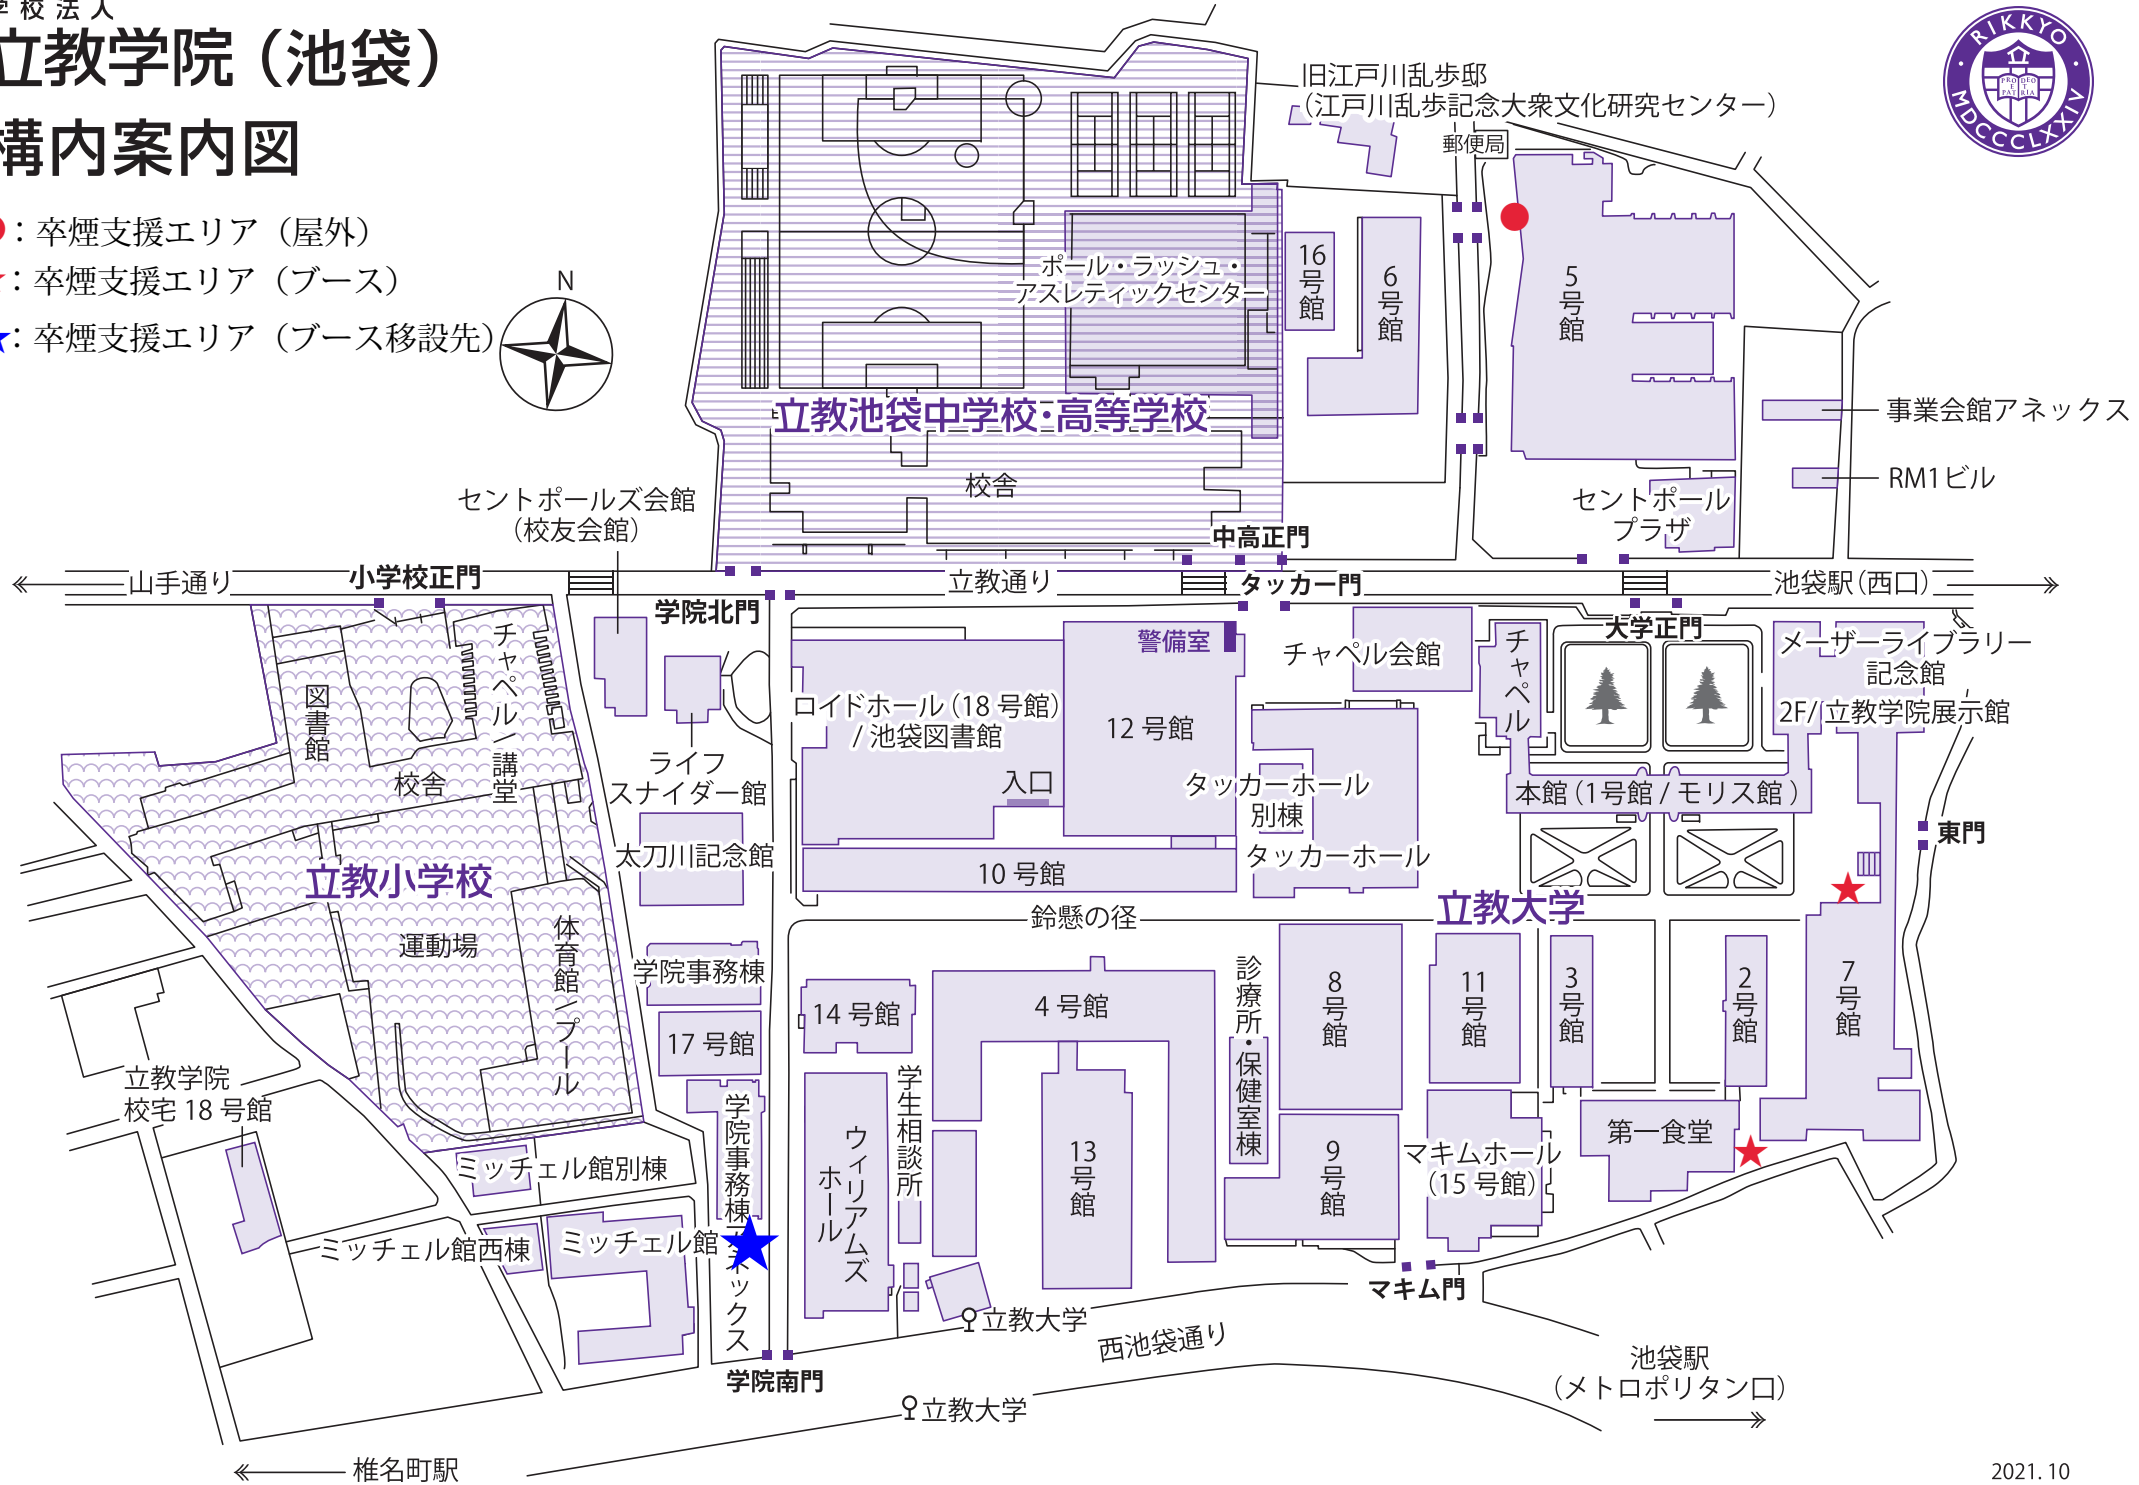 学校法人
立教学院（池袋）
構内案内図
：卒煙支援エリア（屋外）
：卒煙支援エリア（ブース）
：卒煙支援エリア（ブース移設先）
N
RIKKYO
MDCCCLXXIV
PRO DEO
ET
PATRIA
旧江戸川乱歩邸
（江戸川乱歩記念大衆文化研究センター）
郵便局
ポール・ラッシュ・
アスレティックセンター
16号館
6号館
5号館
立教池袋中学校・高等学校
校舎
事業会館アネックス
RM1ビル
セントポールズ会館
（校友会館）
セントポール
プラザ
中高正門
山手通り
小学校正門
立教通り
タッカー門
池袋駅（西口）
学院北門
大学正門
警備室
チャペル会館
チャペル
メーザーライブラリー
記念館
2F/ 立教学院展示館
図書館
チャペル/講堂
校舎
ロイドホール（18 号館）
/ 池袋図書館
12 号館
入口
ライフ
スナイダー館
タッカーホール
別棟
タッカーホール
本館（1号館 / モリス館 ）
太刀川記念館
東門
立教小学校
10 号館
立教大学
鈴懸の径
運動場
体育館/プール
学院事務棟
17 号館
14 号館
4 号館
診療所・保健室棟
8号館
11号館
3号館
2号館
7号館
立教学院
校宅 18 号館
学院事務棟アネックス
学生相談所
ウィリアムズ
ホール
13号館
9号館
マキムホール
（15 号館）
第一食堂
ミッチェル館別棟
ミッチェル館西棟
ミッチェル館
マキム門
立教大学
西池袋通り
学院南門
立教大学
池袋駅
（メトロポリタン口）
椎名町駅
2021. 10